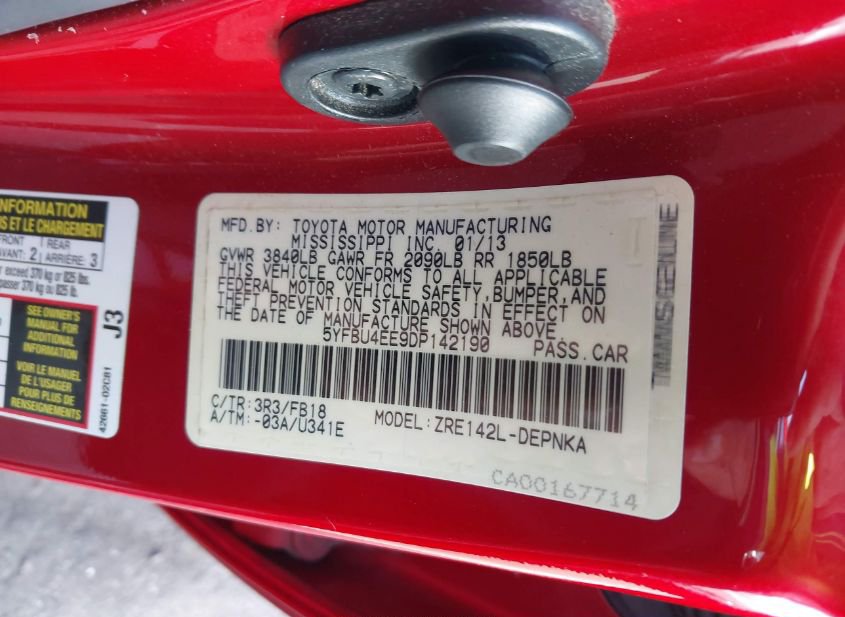 INFORMATION
S ET LE CHARGEMENT
FRONT 1 REAR
AVANT: 2 ARRIÈRE: 3
exceed 370 kg or 825 lbs.
passer 370 kg ou 825 lb.
SEE OWNER'S
MANUAL FOR
ADDITIONAL
INFORMATION
VOIR LE MANUEL
DE L'USAGER
POUR PLUS DE
RENSEIGNEMENTS
J3
42661-02C81
MFD.BY: TOYOTA MOTOR MANUFACTURING
MISSISSIPPI INC. 01/13
GVWR 3840LB GAWR FR 2090LB RR 1850LB
THIS VEHICLE CONFORMS TO ALL APPLICABLE
FEDERAL MOTOR VEHICLE SAFETY,BUMPER,AND
THEFT PREVENTION STANDARDS IN EFFECT ON
THE DATE OF MANUFACTURE SHOWN ABOVE.
5YFBU4EE9DP142190 PASS.CAR
C/TR:3R3/FB18
A/TM:-03A/U341E MODEL:ZRE142L-DEPNKA
CA00167714